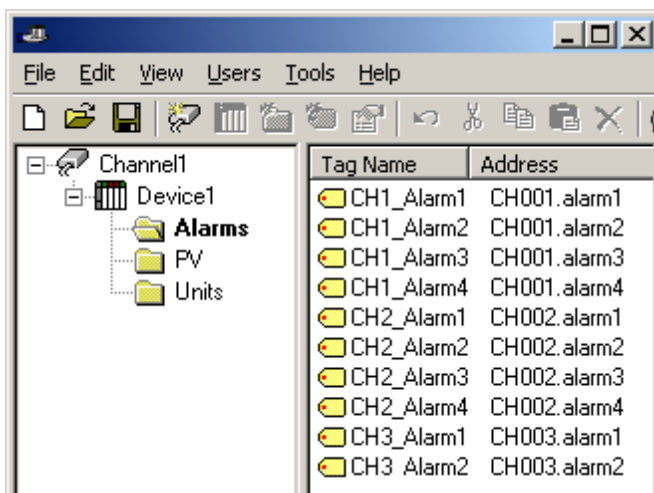 File Edit View Users Tools Help
Channel1
Device1
Alarms
PV
Units
Tag Name Address
CH1_Alarm1 CH001.alarm1
CH1_Alarm2 CH001.alarm2
CH1_Alarm3 CH001.alarm3
CH1_Alarm4 CH001.alarm4
CH2_Alarm1 CH002.alarm1
CH2_Alarm2 CH002.alarm2
CH2_Alarm3 CH002.alarm3
CH2_Alarm4 CH002.alarm4
CH3_Alarm1 CH003.alarm1
CH3 Alarm2 CH003.alarm2